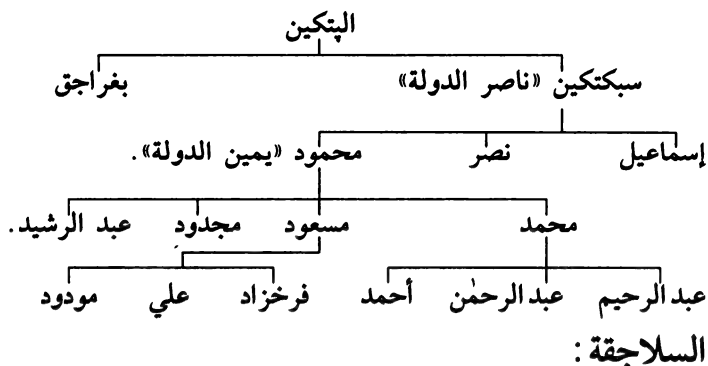 الپتكين
سبكتكين «ناصر الدولة» بغراجق
إسماعيل نصر محمود «يمين الدولة».
محمد مسعود مجدود عبد الرشيد.
عبد الرحيم عبد الرحمٰن أحمد فرخزاد علي مودود
السلاجقة: